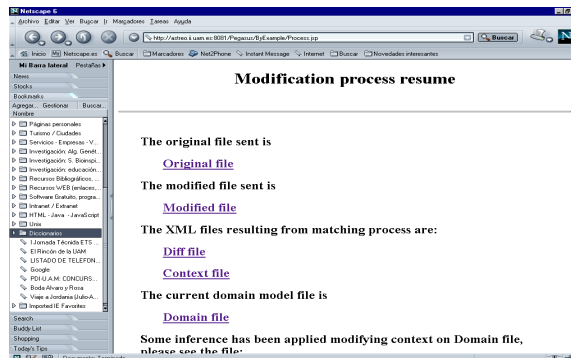 Netscape 6
Archivo Editar Ver Buscar Ir Marcadores Tareas Ayuda
http://astreo.ii.uam.es:8081/Pegasus/ByExample/Process.jsp
Buscar
Inicio Netscape.es Buscar Marcadores Net2Phone Instant Message Internet Buscar Novedades interesantes
Mi Barra lateral Pestañas
News
Stocks
Bookmarks
Agregar... Gestionar Buscar...
Nombre
Páginas personales
Turismo / Ciudades
Servicios - Empresas - V...
Investigación: Alg. Genét...
Investigación: S. Bioinspi...
Investigación: educación...
Recursos Bibliográficos, ...
Recursos WEB (enlaces,...
Software Gratuito, progra...
Intranet / Extranet
HTML - Java - JavaScript
Unix
Diccionarios
I Jornada Técnica ETS ...
El Rincón de la UAM
LISTADO DE TELEFON...
Google
PDI-U.A.M. CONCURS...
Boda Alvaro y Rosa
Viaje a Jordania (Julio-A...
Imported IE Favorites
Search
Buddy List
Shopping
Today's Tips
Modification process resume
The original file sent is
Original file
The modified file sent is
Modified file
The XML files resulting from matching process are:
Diff file
Context file
The current domain model file is
Domain file
Some inference has been applied modifying context on Domain file,
please see the file: